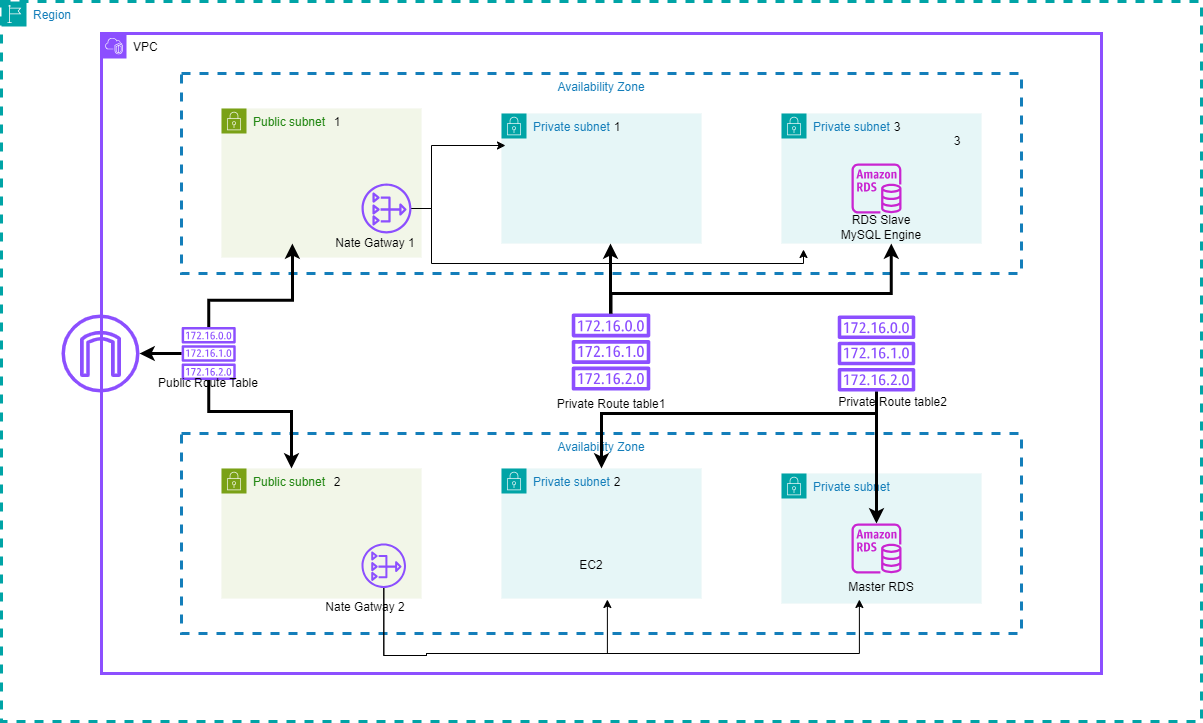 Region
VPC
Availability Zone
Public subnet 1
Private subnet 1
Private subnet 3
3
Amazon
RDS
RDS Slave
MySQL Engine
Nate Gatway 1
172.16.0.0
172.16.1.0
172.16.2.0
Public Route Table
172.16.0.0
172.16.1.0
172.16.2.0
Private Route table1
172.16.0.0
172.16.1.0
172.16.2.0
Private Route table2
Availability Zone
Public subnet 2
Private subnet 2
Private subnet
Amazon
RDS
EC2
Master RDS
Nate Gatway 2